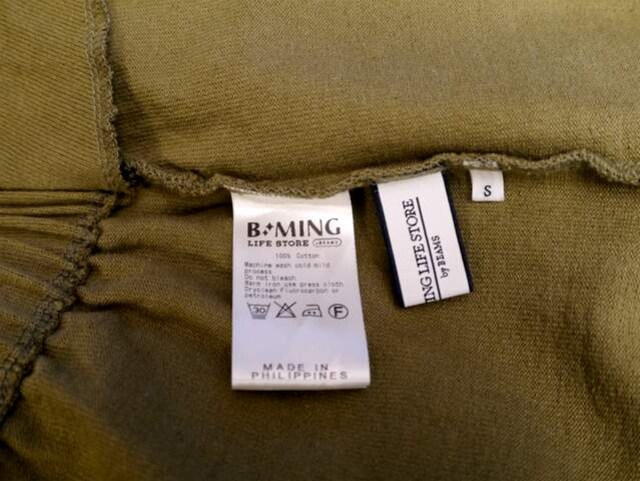 B:MING
LIFE STORE BEAMS
100% Cotton
Machine wash cold mild
process
Do not bleach
Warm iron use press cloth
Dryclean Fluorocarbon or
petroleum
30 F
MADE IN
PHILIPPINES
ING LIFE STORE
by BEAMS
S